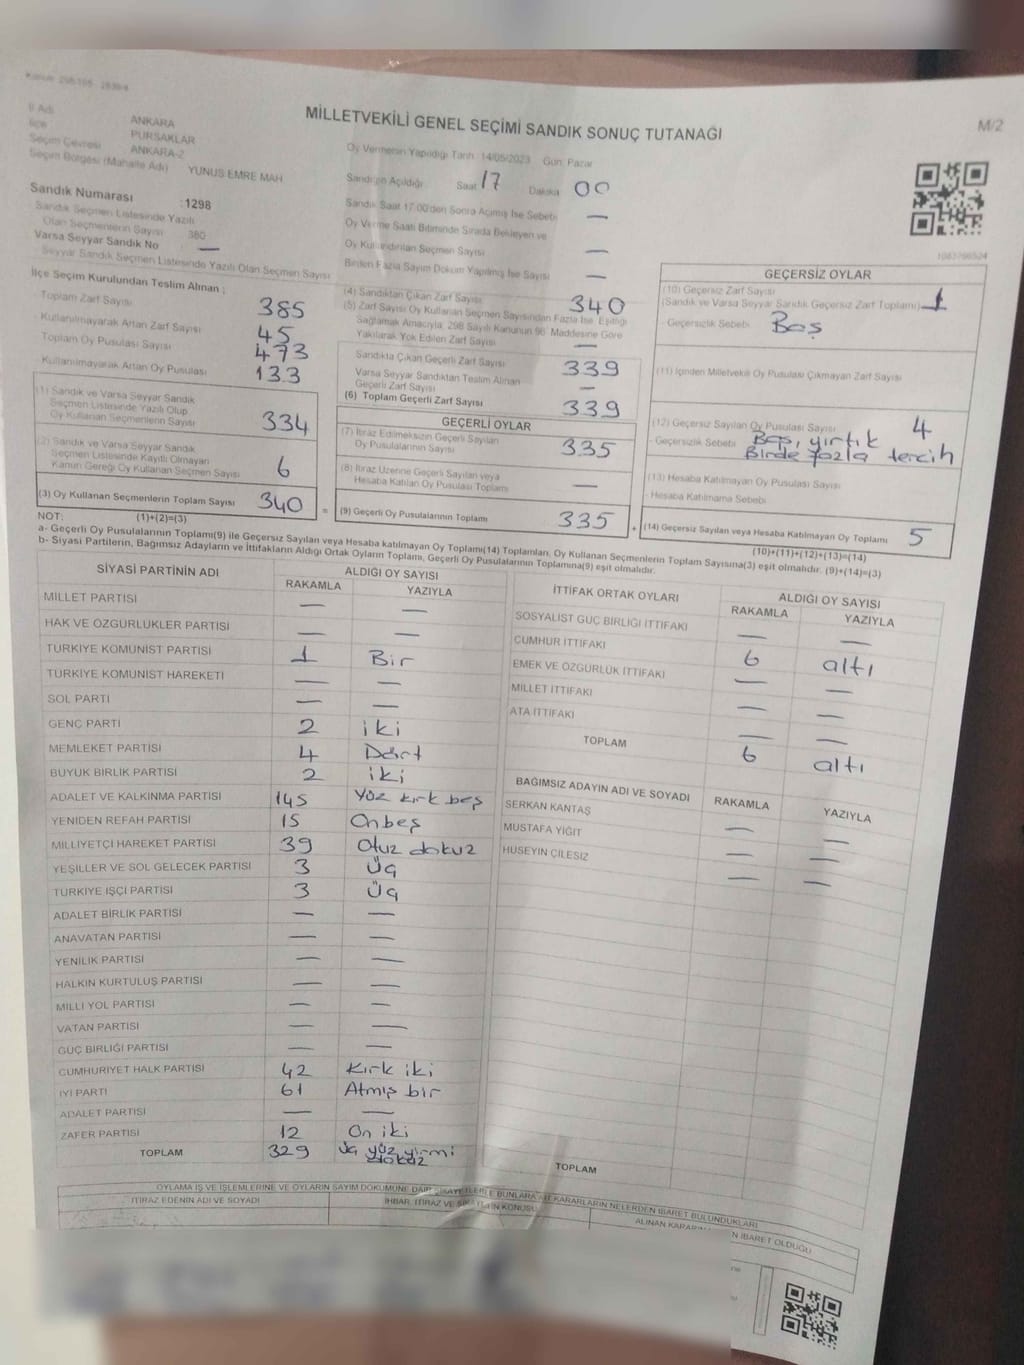 MİLLETVEKİLİ GENEL SEÇİMİ SANDIK SONUÇ TUTANAĞI
M/2
İl Adı ANKARA
İlçe PURSAKLAR
Seçim Çevresi ANKARA-2
Seçim Bölgesi (Mahalle Adı) YUNUS EMRE MAH
Sandık Numarası :1298
Sandık Seçmen Listesinde Yazılı
Olan Seçmenlerin Sayısı 380
Varsa Seyyar Sandık No —
Seyyar Sandık Seçmen Listesinde Yazılı Olan Seçmen Sayısı
Oy Vermenin Yapıldığı Tarih : 14/05/2023 Gün: Pazar
Sandığın Açıldığı Saat 17 Dakika 00
Sandık Saat 17:00'den Sonra Açılmış İse Sebebi —
Oy Verme Saati Bitiminde Sırada Bekleyen ve
Oy Kullandırılan Seçmen Sayısı —
Birden Fazla Sayım Döküm Yapılmış İse Sayısı —
1083766524
İlçe Seçim Kurulundan Teslim Alınan ;
Toplam Zarf Sayısı 385
Kullanılmayarak Artan Zarf Sayısı 45
Toplam Oy Pusulası Sayısı 473
Kullanılmayarak Artan Oy Pusulası 133
(1) Sandık ve Varsa Seyyar Sandık
Seçmen Listesinde Yazılı Olup
Oy Kullanan Seçmenlerin Sayısı 334
(2) Sandık ve Varsa Seyyar Sandık
Seçmen Listesinde Kayıtlı Olmayan
Kanun Gereği Oy Kullanan Seçmen Sayısı 6
(3) Oy Kullanan Seçmenlerin Toplam Sayısı 340
(4) Sandıktan Çıkan Zarf Sayısı 340
(5) Zarf Sayısı Oy Kullanan Seçmen Sayısından Fazla İse, Eşitliği
Sağlamak Amacıyla; 298 Sayılı Kanunun 98. Maddesine Göre
Yakılarak Yok Edilen Zarf Sayısı —
Sandıkta Çıkan Geçerli Zarf Sayısı 339
Varsa Seyyar Sandıktan Teslim Alınan
Geçerli Zarf Sayısı —
(6) Toplam Geçerli Zarf Sayısı 339
GEÇERLİ OYLAR
(7) İtiraz Edilmeksizin Geçerli Sayılan
Oy Pusulalarının Sayısı 335
(8) İtiraz Üzerine Geçerli Sayılan veya
Hesaba Katılan Oy Pusulası Toplamı —
= (9) Geçerli Oy Pusulalarının Toplamı 335
GEÇERSİZ OYLAR
(10) Geçersiz Zarf Sayısı
(Sandık ve Varsa Seyyar Sandık Geçersiz Zarf Toplamı) 1
- Geçersizlik Sebebi Boş
(11) İçinden Milletvekili Oy Pusulası Çıkmayan Zarf Sayısı
(12) Geçersiz Sayılan Oy Pusulası Sayısı 4
- Geçersizlik Sebebi Boş, yırtık
Birde fazla tercih
(13) Hesaba Katılmayan Oy Pusulası Sayısı
- Hesaba Katılmama Sebebi
+ (14) Geçersiz Sayılan veya Hesaba Katılmayan Oy Toplamı 5
NOT: (1)+(2)=(3)
(10)+(11)+(12)+(13)=(14)
a- Geçerli Oy Pusulalarının Toplamı(9) ile Geçersiz Sayılan veya Hesaba katılmayan Oy Toplamı(14) Toplamları, Oy Kullanan Seçmenlerin Toplam Sayısına(3) eşit olmalıdır. (9)+(14)=(3)
b- Siyasi Partilerin, Bağımsız Adayların ve İttifakların Aldığı Ortak Oyların Toplamı, Geçerli Oy Pusulalarının Toplamına(9) eşit olmalıdır.
SİYASİ PARTİNİN ADI ALDIĞI OY SAYISI
RAKAMLA YAZIYLA
MİLLET PARTİSİ — —
HAK VE ÖZGÜRLÜKLER PARTİSİ — —
TÜRKİYE KOMÜNİST PARTİSİ 1 Bir
TÜRKİYE KOMÜNİST HAREKETİ — —
SOL PARTİ — —
GENÇ PARTİ 2 iki
MEMLEKET PARTİSİ 4 Dört
BÜYÜK BİRLİK PARTİSİ 2 iki
ADALET VE KALKINMA PARTİSİ 145 Yüz kırk beş
YENİDEN REFAH PARTİSİ 15 Onbeş
MİLLİYETÇİ HAREKET PARTİSİ 39 Otuz dokuz
YEŞİLLER VE SOL GELECEK PARTİSİ 3 Üç
TÜRKİYE İŞÇİ PARTİSİ 3 Üç
ADALET BİRLİK PARTİSİ — —
ANAVATAN PARTİSİ — —
YENİLİK PARTİSİ — —
HALKIN KURTULUŞ PARTİSİ — —
MİLLİ YOL PARTİSİ — —
VATAN PARTİSİ — —
GÜÇ BİRLİĞİ PARTİSİ — —
CUMHURİYET HALK PARTİSİ 42 Kırk iki
İYİ PARTİ 61 Atmış bir
ADALET PARTİSİ — —
ZAFER PARTİSİ 12 On iki
TOPLAM 329 Üç yüz yirmi
dokuz
İTTİFAK ORTAK OYLARI ALDIĞI OY SAYISI
RAKAMLA YAZIYLA
SOSYALİST GÜÇ BİRLİĞİ İTTİFAKI — —
CUMHUR İTTİFAKI 6 altı
EMEK VE ÖZGÜRLÜK İTTİFAKI — —
MİLLET İTTİFAKI — —
ATA İTTİFAKI — —
TOPLAM 6 altı
BAĞIMSIZ ADAYIN ADI VE SOYADI RAKAMLA YAZIYLA
SERKAN KANTAŞ — —
MUSTAFA YİĞİT — —
HÜSEYİN ÇİLESİZ — —
TOPLAM
OYLAMA İŞ VE İŞLEMLERİNE VE OYLARIN SAYIM DÖKÜMÜNE DAİR ŞİKAYETLERLE BUNLARA AİT KARARLARIN NELERDEN İBARET BULUNDUKLARI
İTİRAZ EDENİN ADI VE SOYADI
İHBAR, İTİRAZ VE ŞİKAYETİN KONUSU